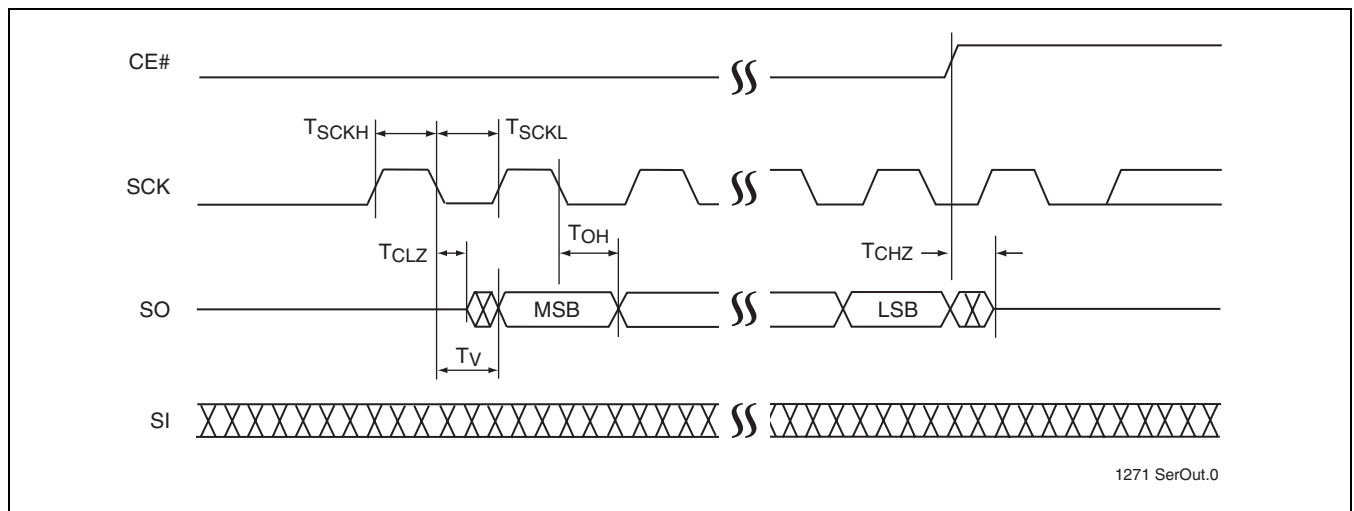 CE#
TSCKH
TSCKL
SCK
TOH
TCLZ
TCHZ
SO
MSB
LSB
TV
SI
1271 SerOut.0